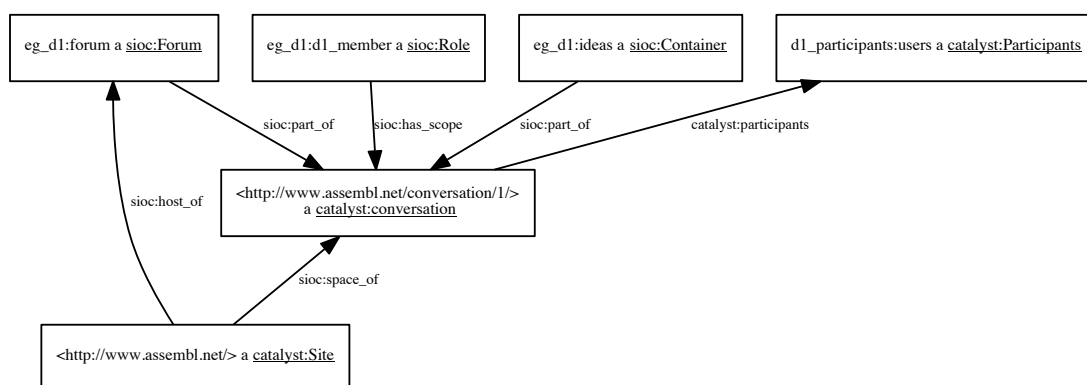 eg_d1:forum a sioc:Forum
eg_d1:d1_member a sioc:Role
eg_d1:ideas a sioc:Container
d1_participants:users a catalyst:Participants
sioc:part_of
sioc:has_scope
sioc:part_of
catalyst:participants
<http://www.assembl.net/conversation/1/>
a catalyst:conversation
sioc:host_of
sioc:space_of
<http://www.assembl.net/> a catalyst:Site